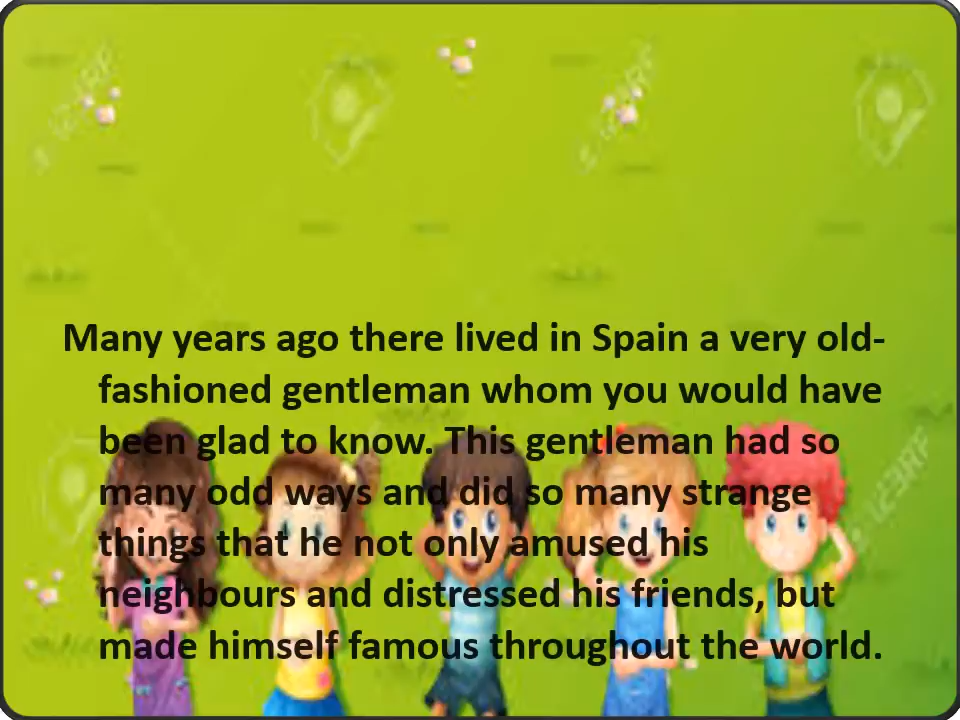 Many years ago there lived in Spain a very old-
fashioned gentleman whom you would have
been glad to know. This gentleman had so
many odd ways and did so many strange
things that he not only amused his
neighbours and distressed his friends, but
made himself famous throughout the world.